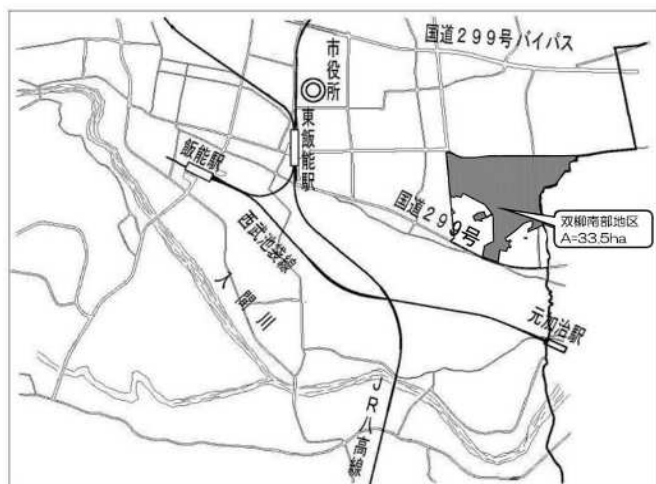 国道299号バイパス
市役所
東飯能駅
飯能駅
国道299号
双柳南部地区
A=33.5ha
西武池袋線
入間川
元加治駅
JR八高線